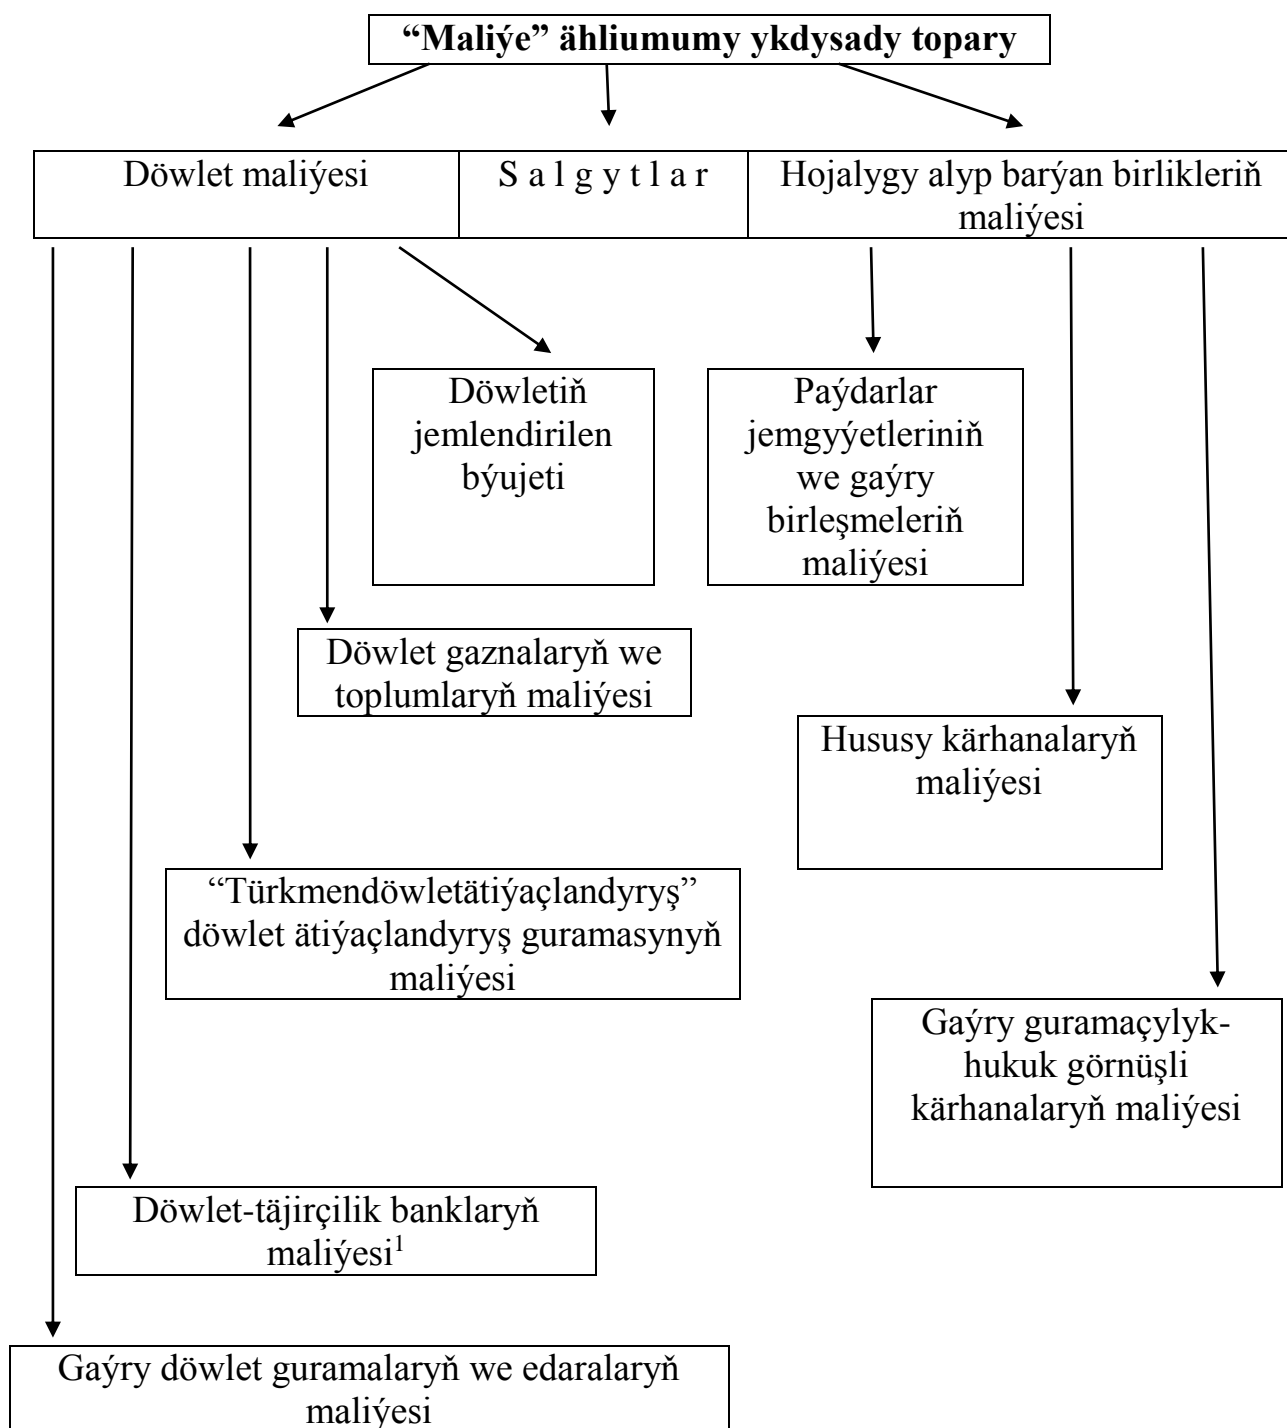 “Maliýe” ähliumumy ykdysady topary
Döwlet maliýesi
S a l g y t l a r
Hojalygy alyp barýan birlikleriň
maliýesi
Döwletiň
jemlendirilen
býujeti
Paýdarlar
jemgyýetleriniň
we gaýry
birleşmeleriň
maliýesi
Döwlet gaznalaryň we
toplumlaryň maliýesi
Hususy kärhanalaryň
maliýesi
“Türkmendöwletätiýaçlandyryş”
döwlet ätiýaçlandyryş guramasynyň
maliýesi
Gaýry guramaçylyk-
hukuk görnüşli
kärhanalaryň maliýesi
Döwlet-täjirçilik banklaryň
maliýesi¹
Gaýry döwlet guramalaryň we edaralaryň
maliýesi